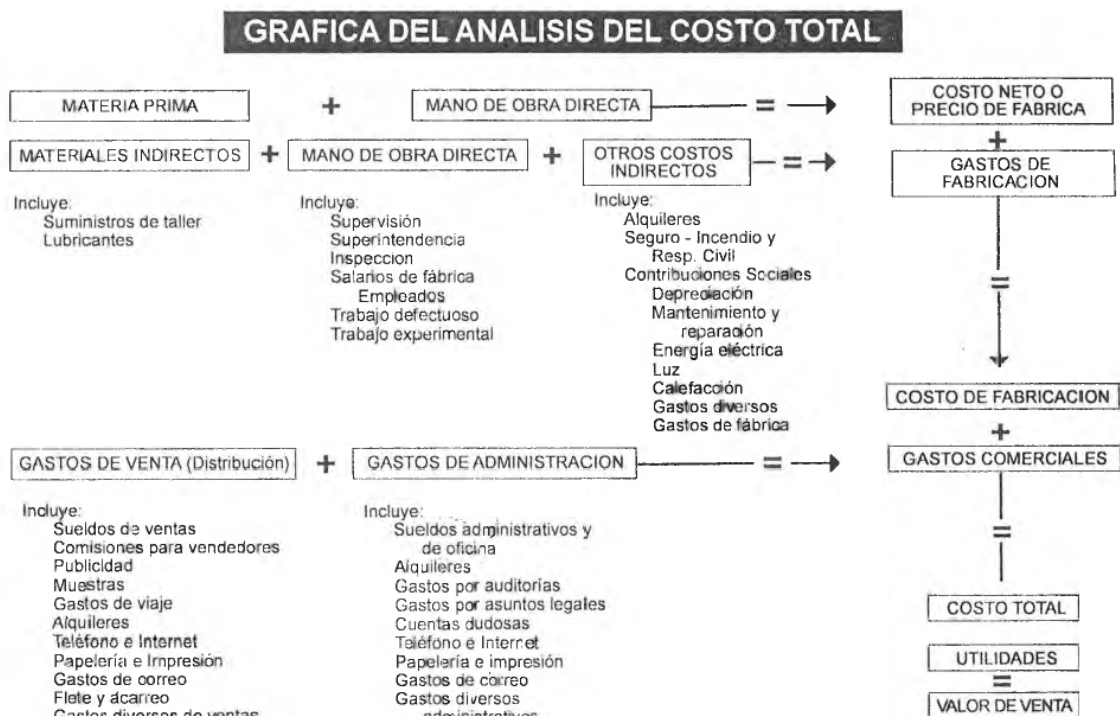 GRAFICA DEL ANALISIS DEL COSTO TOTAL
MATERIA PRIMA + MANO DE OBRA DIRECTA =
COSTO NETO O
PRECIO DE FABRICA
+
MATERIALES INDIRECTOS + MANO DE OBRA DIRECTA + OTROS COSTOS
INDIRECTOS =
GASTOS DE
FABRICACION
Incluye:
Suministros de taller
Lubricantes
Incluye:
Supervisión
Superintendencia
Inspeccion
Salarios de fábrica
Empleados
Trabajo defectuoso
Trabajo experimental
Incluye:
Alquileres
Seguro - Incendio y
Resp. Civil
Contribuciones Sociales
Depreciación
Mantenimiento y
reparación
Energía eléctrica
Luz
Calefacción
Gastos diversos
Gastos de fábrica
=
COSTO DE FABRICACION
+
GASTOS DE VENTA (Distribución) + GASTOS DE ADMINISTRACION =
GASTOS COMERCIALES
Incluye:
Sueldos de ventas
Comisiones para vendedores
Publicidad
Muestras
Gastos de viaje
Alquileres
Teléfono e Internet
Papelería e Impresión
Gastos de correo
Flete y ácarreo
Gastos diversos de ventas
Incluye:
Sueldos administrativos y
de oficina
Alquileres
Gastos por auditorías
Gastos por asuntos legales
Cuentas dudosas
Teléfono e Internet
Papelería e impresión
Gastos de correo
Gastos diversos
administrativos
=
COSTO TOTAL
UTILIDADES
=
VALOR DE VENTA